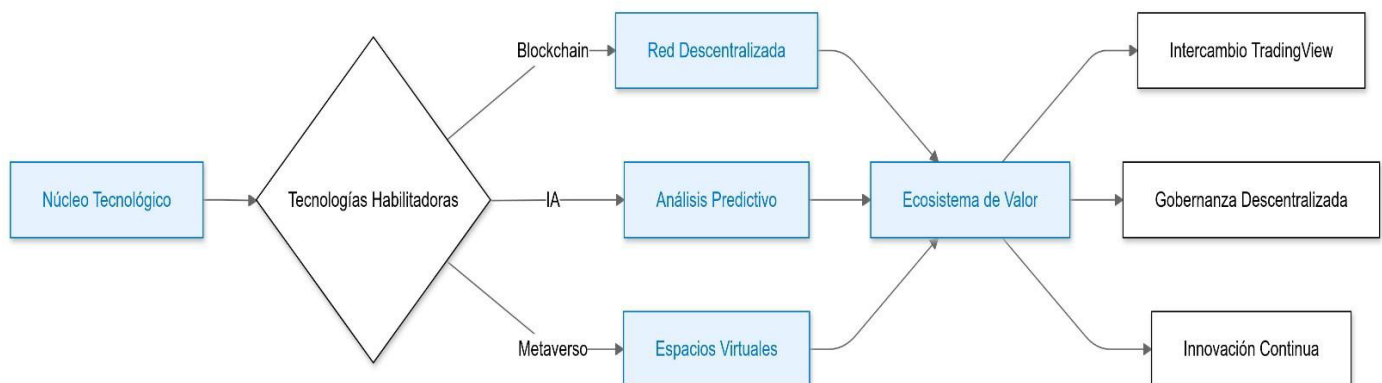 Núcleo Tecnológico
Tecnologías Habilitadoras
Blockchain
Red Descentralizada
IA
Análisis Predictivo
Metaverso
Espacios Virtuales
Ecosistema de Valor
Intercambio TradingView
Gobernanza Descentralizada
Innovación Continua